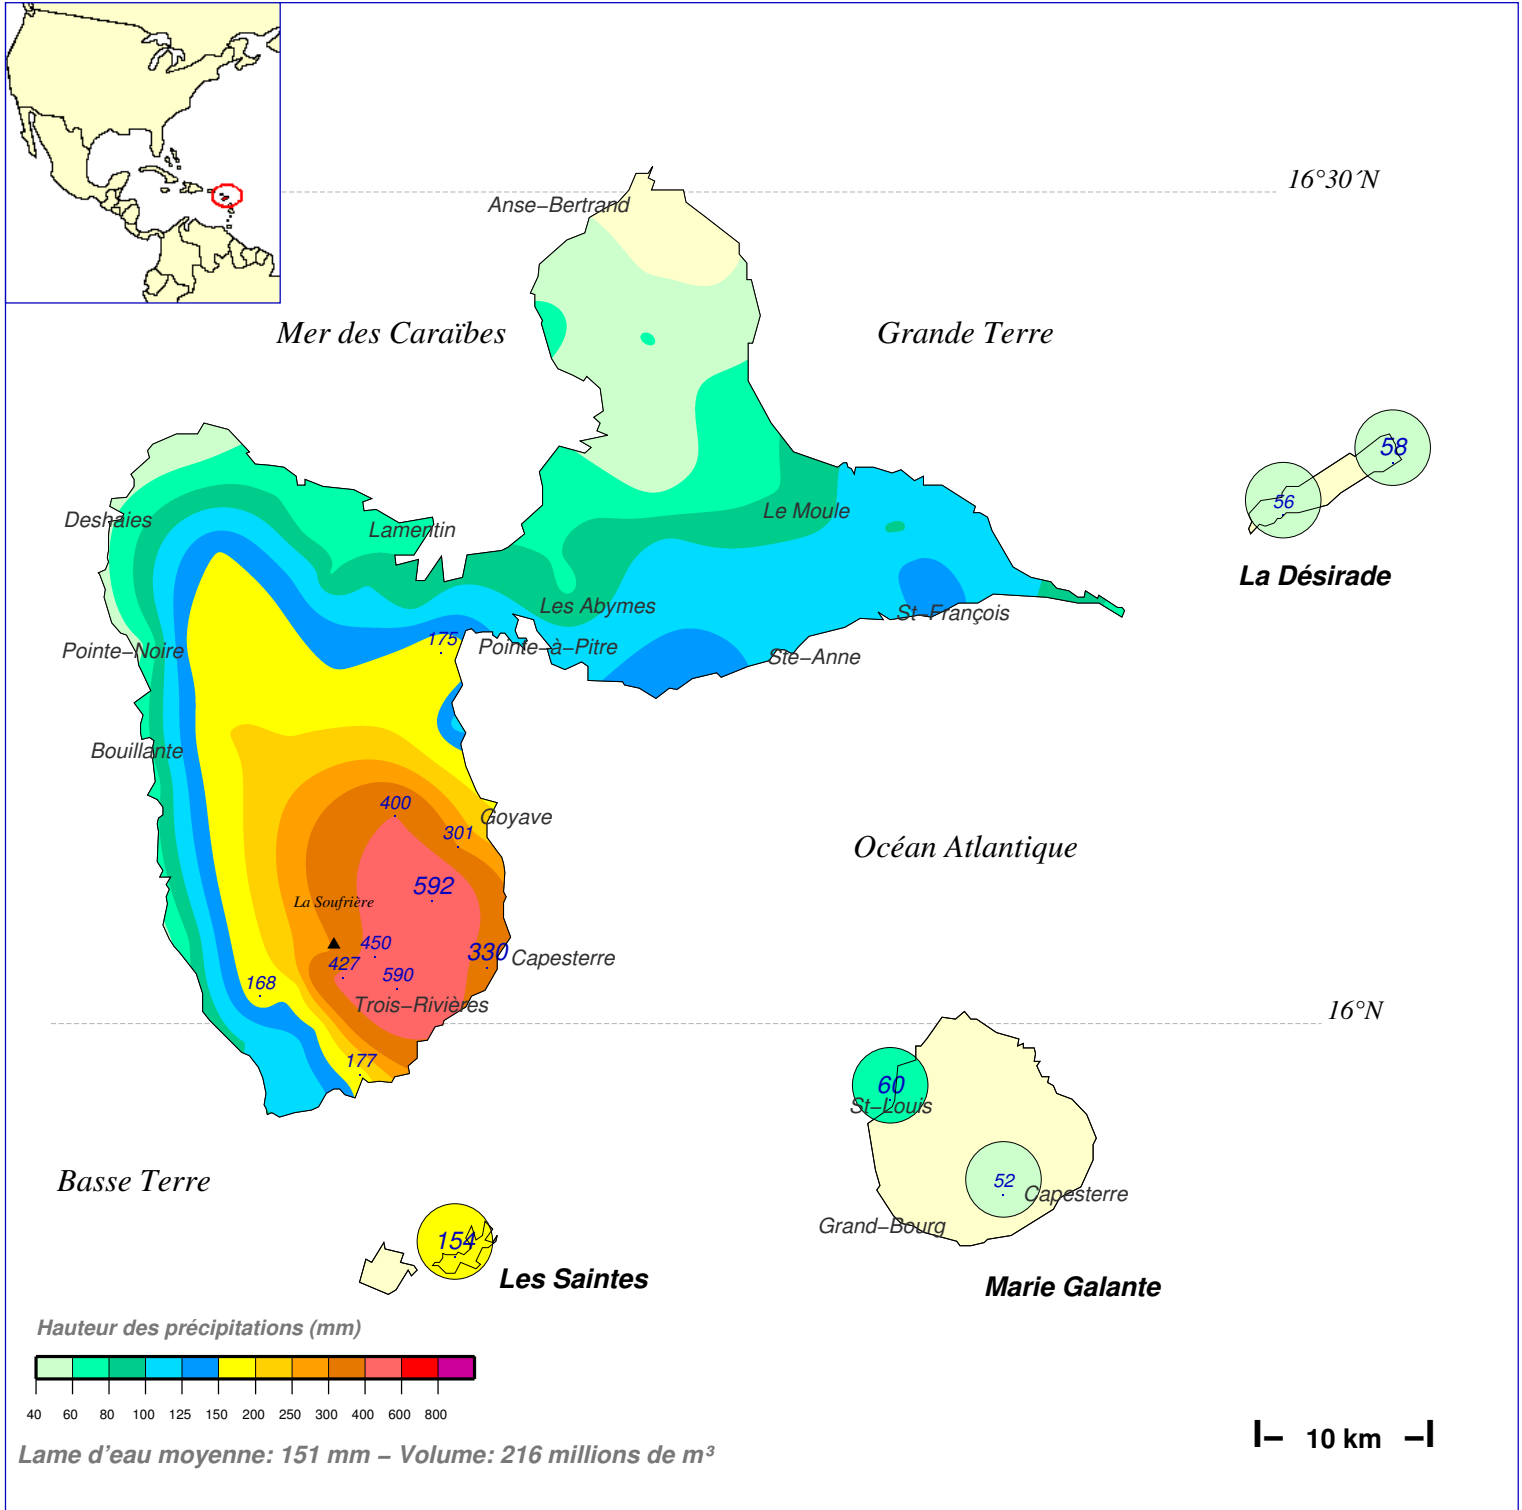 16°30´N
Anse−Bertrand
Mer des Caraïbes
Grande Terre
58
56
Deshaies
Lamentin
Le Moule
La Désirade
Les Abymes
St−François
175
Pointe−à−Pitre
Pointe−Noire
Ste−Anne
Bouillante
400
Goyave
301
Océan Atlantique
592
La Soufrière
450
330
Capesterre
427
590
168
Trois−Rivières
16°N
177
60
St−Louis
Basse Terre
52
Capesterre
Grand−Bourg
154
Les Saintes
Marie Galante
Hauteur des précipitations (mm)
40 60 80 100 125 150 200 250 300 400 600 800
10 km
Lame d'eau moyenne: 151 mm − Volume: 216 millions de m³